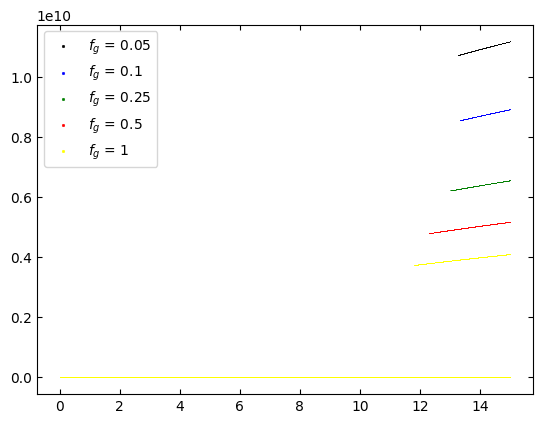 1e10
1.0
0.8
0.6
0.4
0.2
0.0
0 2 4 6 8 10 12 14
f_g = 0.05
f_g = 0.1
f_g = 0.25
f_g = 0.5
f_g = 1